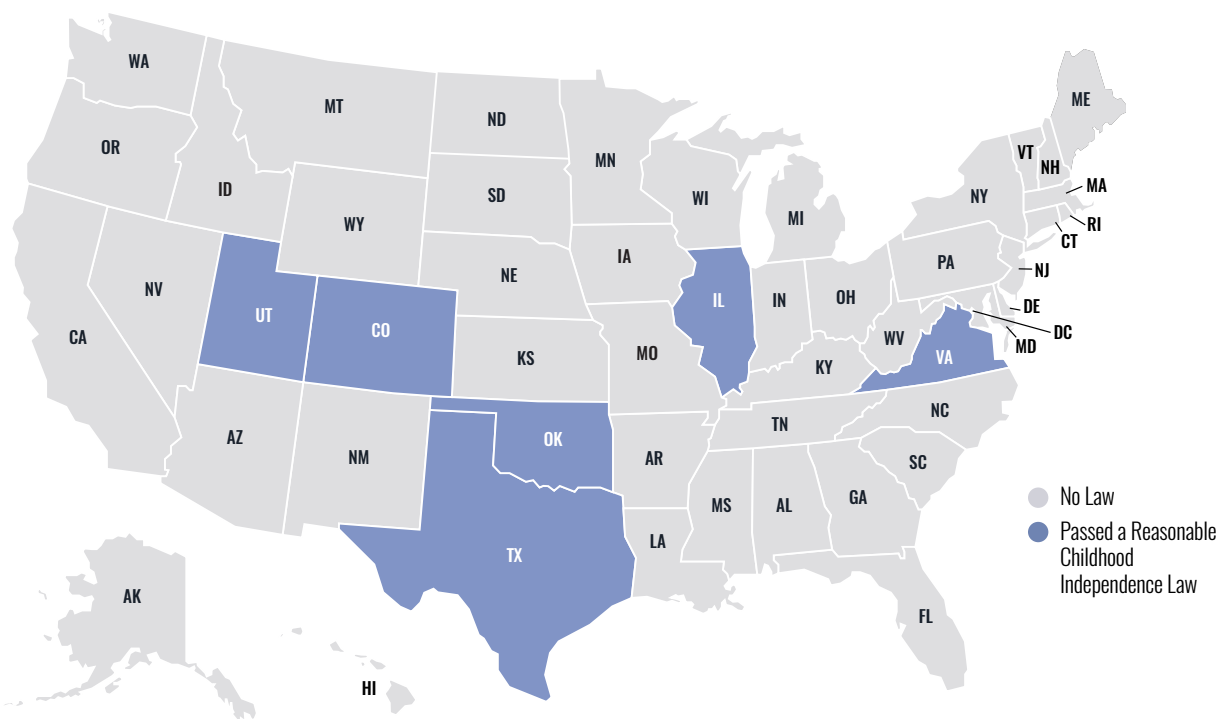 WA
MT
ND
MN
ME
OR
ID
SD
WI
VT
NH
WY
MI
NY
MA
RI
CT
IA
NE
PA
NJ
NV
UT
CO
IL
IN
OH
DE
DC
MD
CA
KS
MO
WV
VA
KY
AZ
NM
OK
AR
TN
NC
SC
MS
AL
GA
TX
LA
FL
AK
HI
No Law
Passed a Reasonable
Childhood
Independence Law